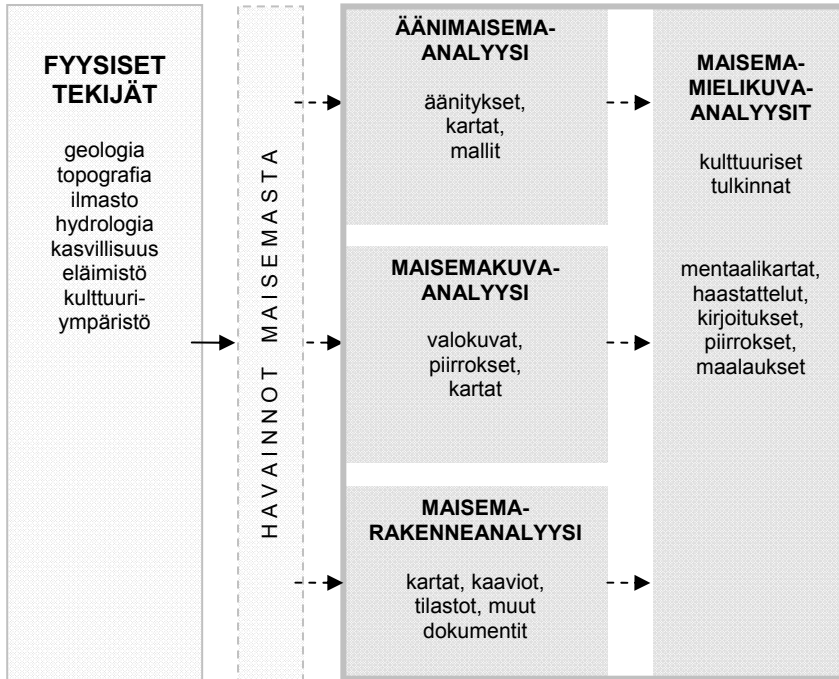 FYYSISET
TEKIJÄT
geologia
topografia
ilmasto
hydrologia
kasvillisuus
eläimistö
kulttuuri-
ympäristö
HAVAINNOT MAISEMASTA
ÄÄNIMAISEMA-
ANALYYSI
äänitykset,
kartat,
mallit
MAISEMAKUVA-
ANALYYSI
valokuvat,
piirrokset,
kartat
MAISEMA-
RAKENNEANALYYSI
kartat, kaaviot,
tilastot, muut
dokumentit
MAISEMA-
MIELIKUVA-
ANALYYSIT
kulttuuriset
tulkinnat
mentaalikartat,
haastattelut,
kirjoitukset,
piirrokset,
maalaukset